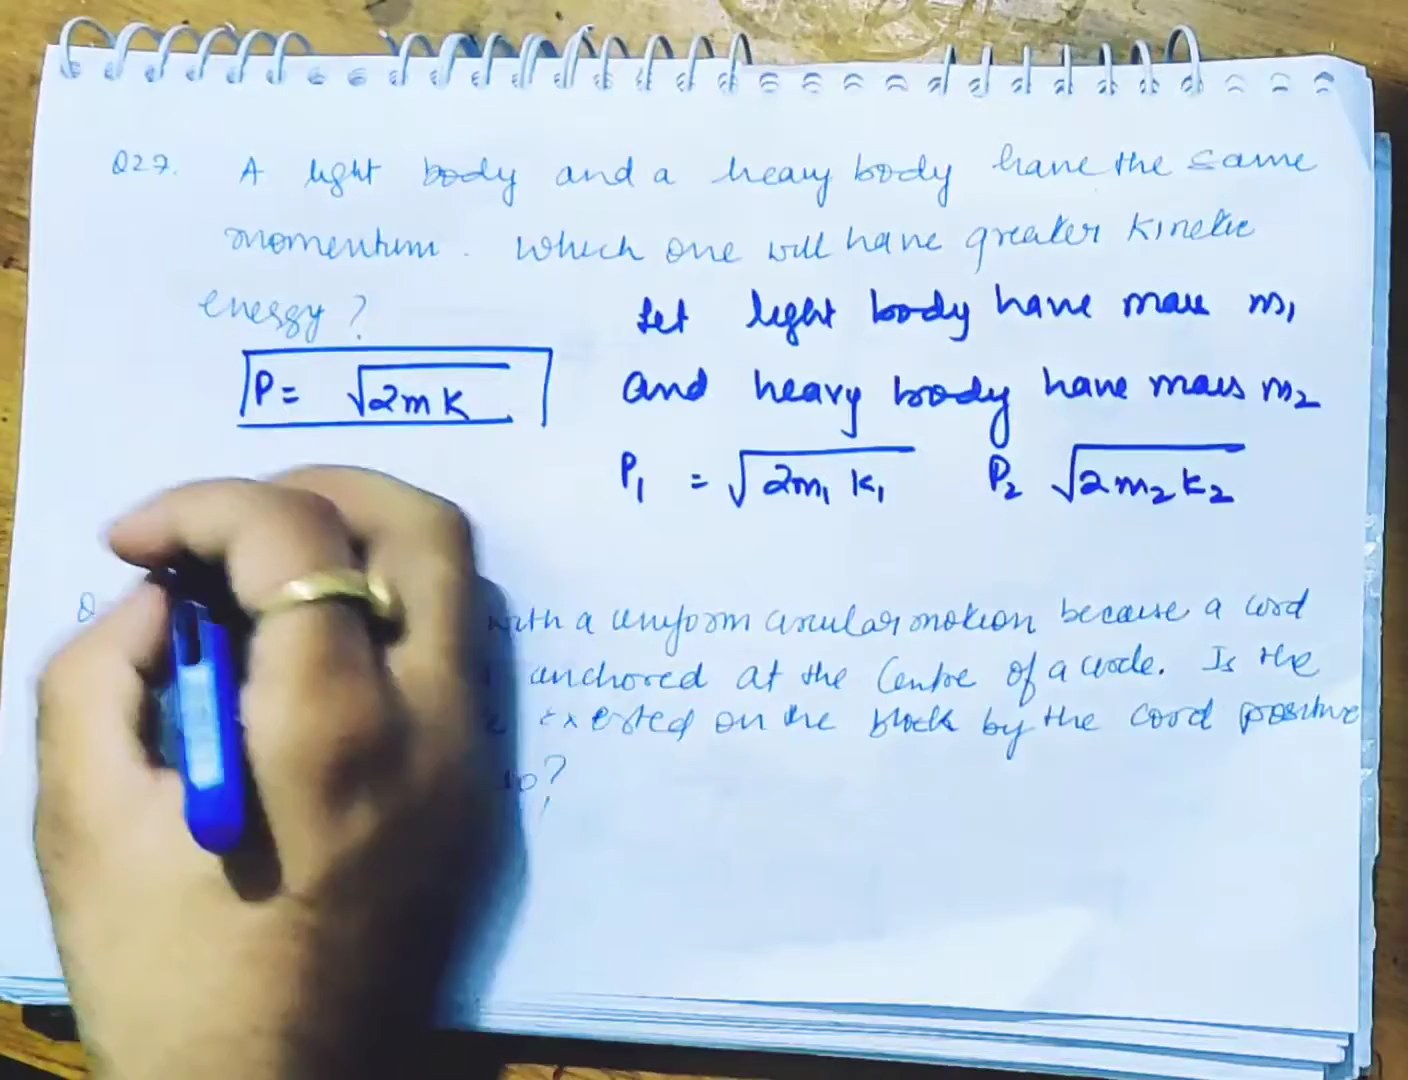 Q27. A light body and a heavy body have the same
momentum. Which one will have greater kinetic
energy?
Let light body have mass m₁
P = √2mk
and heavy body have mass m₂
P₁ = √2m₁k₁ P₂ √2m₂k₂
Q
with a uniform circular motion because a cord
anchored at the Centre of a circle. Is the
exerted on the block by the cord positive